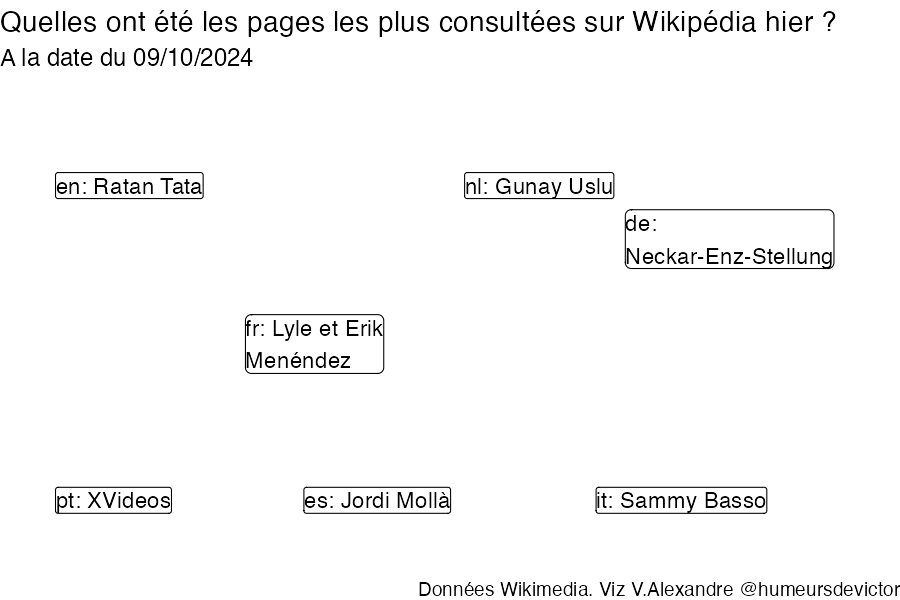 Quelles ont été les pages les plus consultées sur Wikipédia hier ?
A la date du 09/10/2024
en: Ratan Tata
nl: Gunay Uslu
de:
Neckar-Enz-Stellung
fr: Lyle et Erik
Menéndez
pt: XVideos
es: Jordi Mollà
it: Sammy Basso
Données Wikimedia. Viz V.Alexandre @humeursdevictor